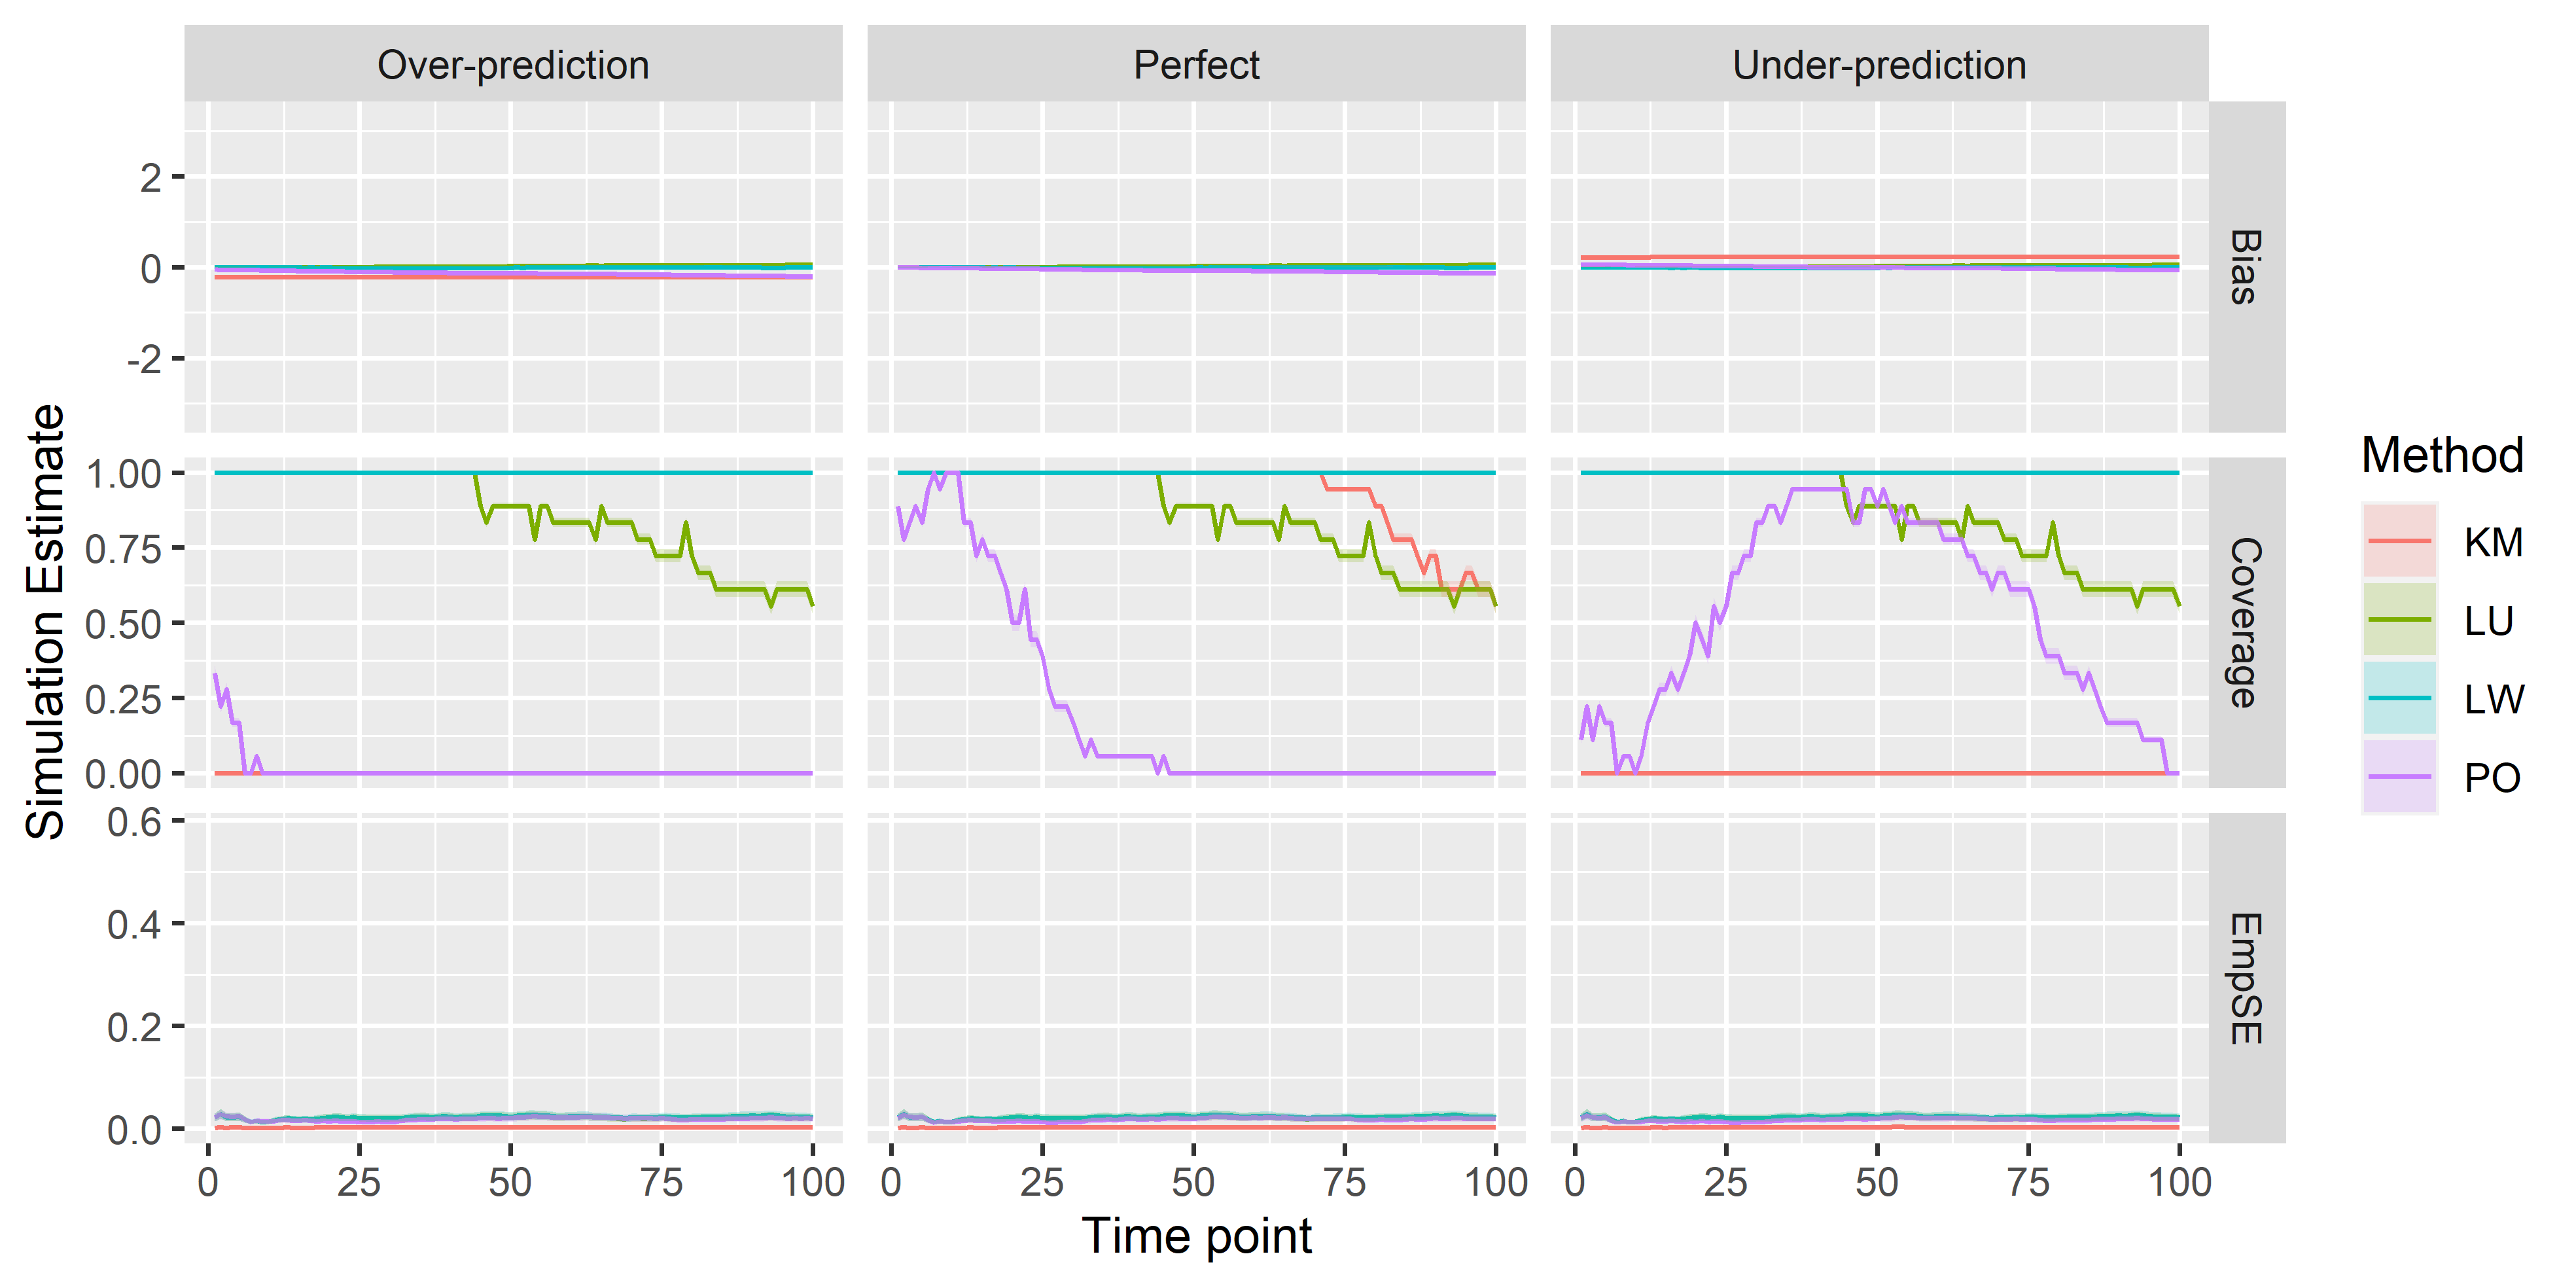 Over-prediction
Perfect
Under-prediction
Simulation Estimate
2
0
-2
Bias
1.00
0.75
0.50
0.25
0.00
Coverage
0.6
0.4
0.2
0.0
EmpSE
0 25 50 75 100
0 25 50 75 100
0 25 50 75 100
Time point
Method
KM
LU
LW
PO